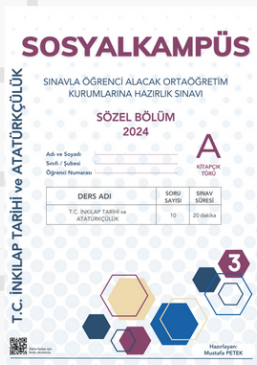 SOSYALKAMPÜS
SINAVLA ÖĞRENCİ ALACAK ORTAÖĞRETİM
KURUMLARINA HAZIRLIK SINAVI
SÖZEL BÖLÜM
2024
Adı ve Soyadı
Sınıfı / Şubesi
Öğrenci Numarası
A
KİTAPÇIK
TÜRÜ
DERS ADI
SORU
SAYISI
SINAV
SÜRESİ
T.C. İNKILAP TARİHİ ve
ATATÜRKÇÜLÜK
10
20 dakika
T.C. İNKILAP TARİHİ ve ATATÜRKÇÜLÜK
3
Hazırlayan:
Mustafa PETEK